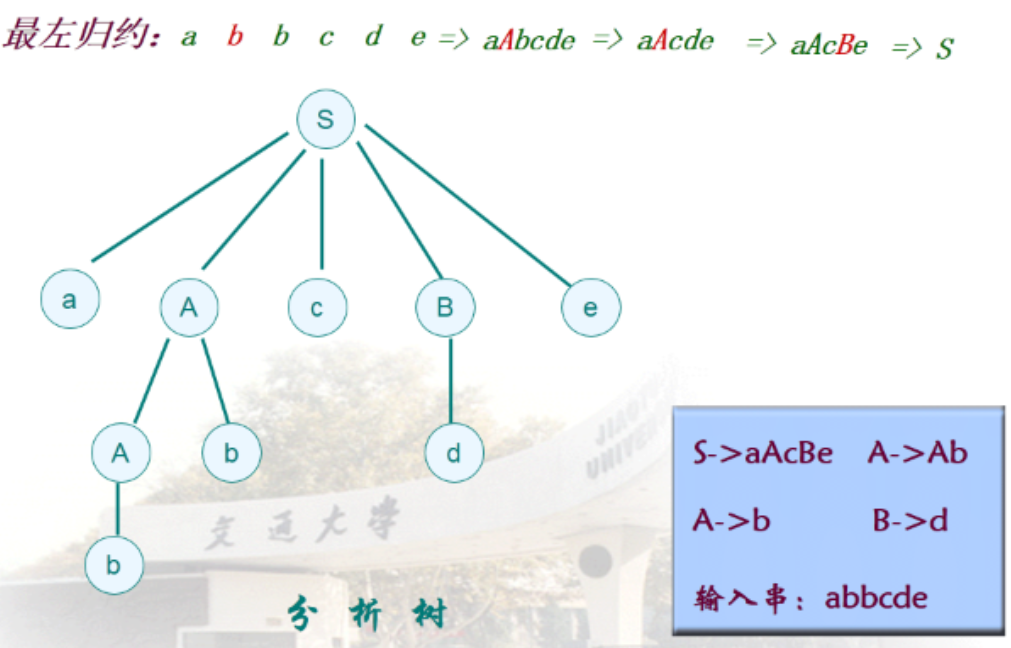 最左归约: a b b c d e => aAbcde => aAcde => aAcBe => S
S
a A c B e
A b d
b
S->aAcBe A->Ab
A->b B->d
输入串: abbcde
分析树
交通大学
JIAOTONG
UNIVERSITY